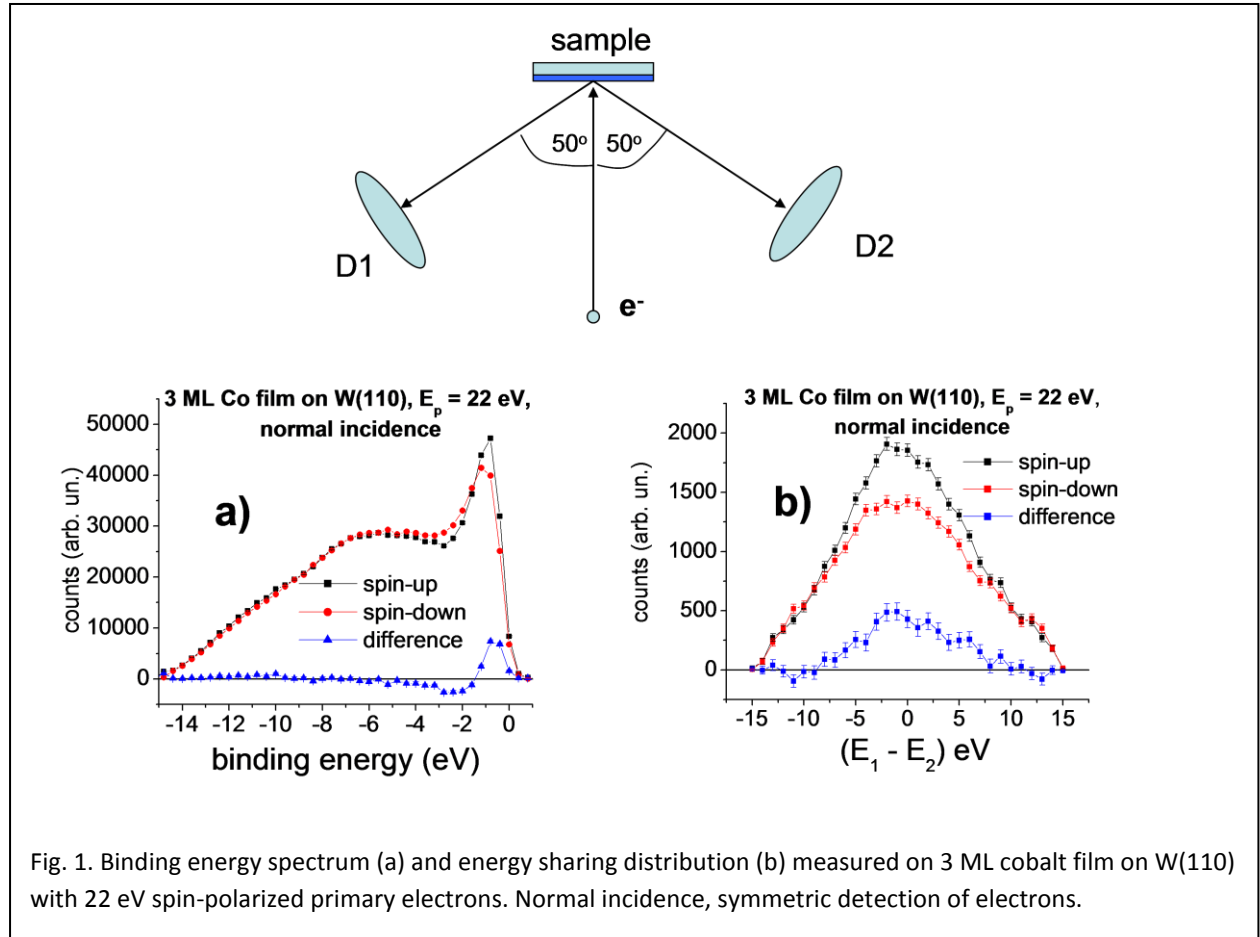 sample
50° 50°
D1
D2
e-
3 ML Co film on W(110), E_p = 22 eV,
normal incidence
50000
40000
30000
20000
10000
0
counts (arb. un.)
a)
spin-up
spin-down
difference
-14 -12 -10 -8 -6 -4 -2 0
binding energy (eV)
3 ML Co film on W(110), E_p = 22 eV,
normal incidence
2000
1500
1000
500
0
counts (arb. un.)
b)
spin-up
spin-down
difference
-15 -10 -5 0 5 10 15
(E_1 - E_2) eV
Fig. 1. Binding energy spectrum (a) and energy sharing distribution (b) measured on 3 ML cobalt film on W(110)
with 22 eV spin-polarized primary electrons. Normal incidence, symmetric detection of electrons.